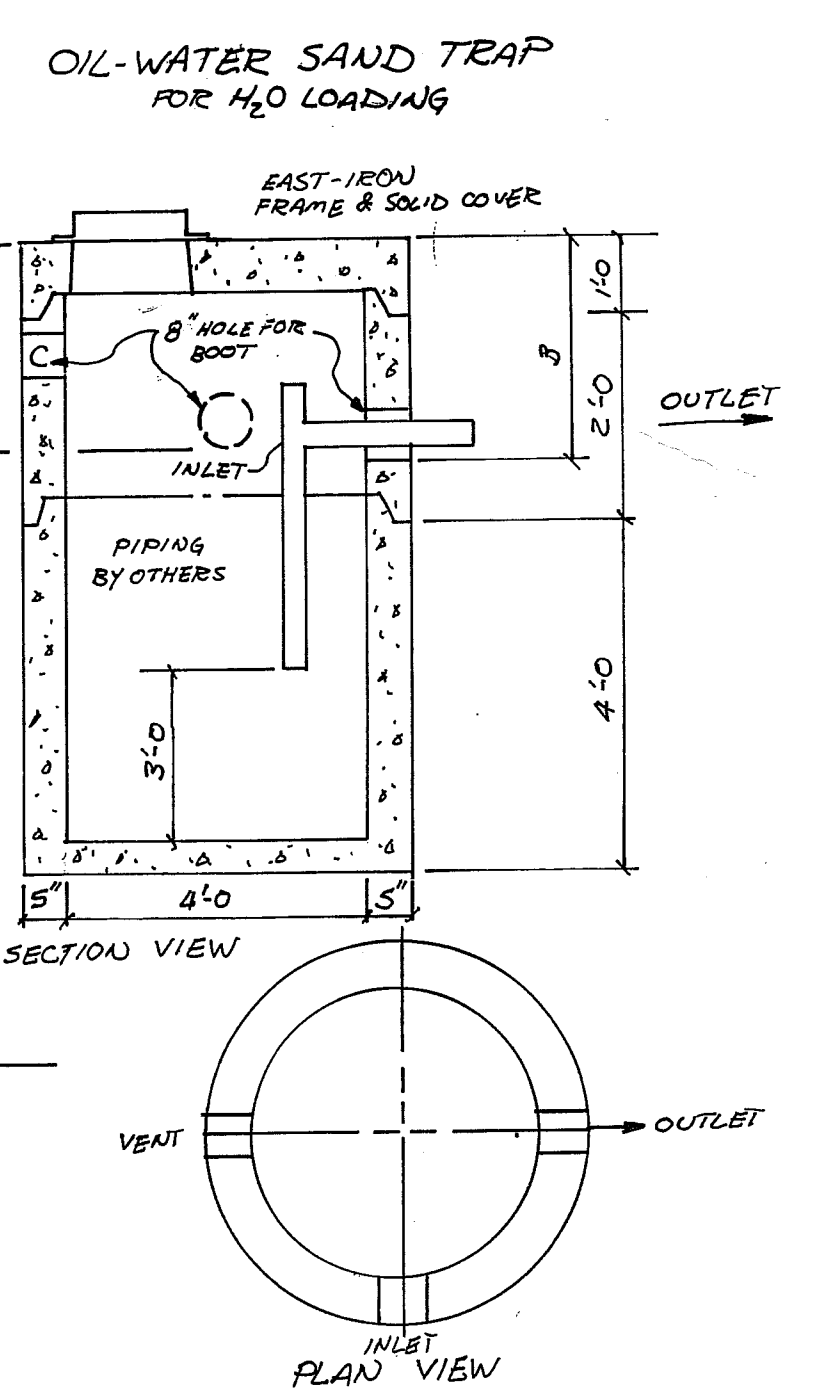 OIL-WATER SAND TRAP
FOR H₂O LOADING
EAST-IRON
FRAME & SOLID COVER
1'-0
8" HOLE FOR
BOOT
C
B
2'-0
OUTLET
INLET
PIPING
BY OTHERS
4'-0
3'-0
5"
4'-0
5"
SECTION VIEW
VENT
OUTLET
INLET
PLAN VIEW